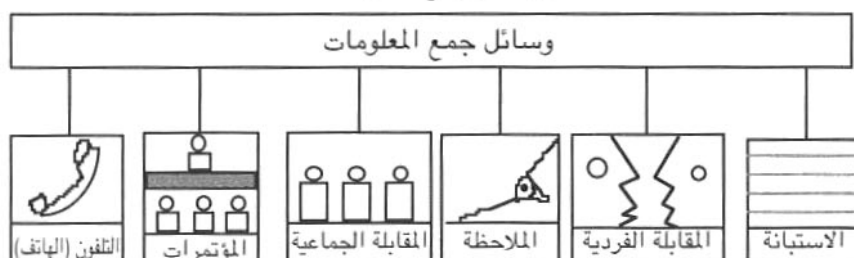 وسائل جمع المعلومات
الاستبانة
المقابلة الفردية
الملاحظة
المقابلة الجماعية
المؤتمرات
التلفون (الهاتف)